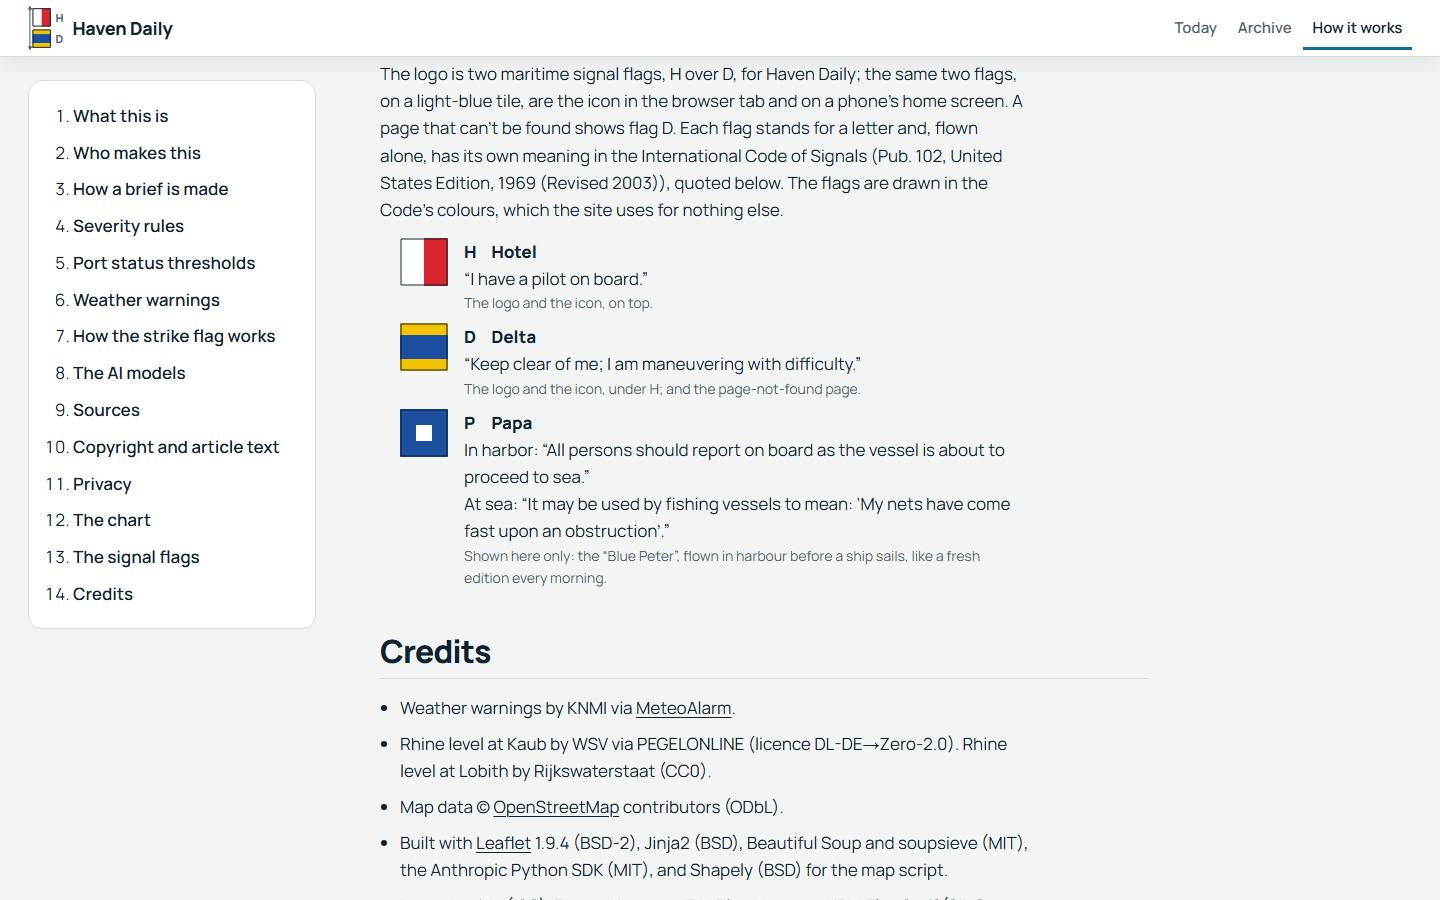 H
D
Haven Daily
Today
Archive
How it works
1. What this is
2. Who makes this
3. How a brief is made
4. Severity rules
5. Port status thresholds
6. Weather warnings
7. How the strike flag works
8. The AI models
9. Sources
10. Copyright and article text
11. Privacy
12. The chart
13. The signal flags
14. Credits
The logo is two maritime signal flags, H over D, for Haven Daily; the same two flags,
on a light-blue tile, are the icon in the browser tab and on a phone’s home screen. A
page that can’t be found shows flag D. Each flag stands for a letter and, flown
alone, has its own meaning in the International Code of Signals (Pub. 102, United
States Edition, 1969 (Revised 2003)), quoted below. The flags are drawn in the
Code’s colours, which the site uses for nothing else.
H Hotel
“I have a pilot on board.”
The logo and the icon, on top.
D Delta
“Keep clear of me; I am maneuvering with difficulty.”
The logo and the icon, under H; and the page-not-found page.
P Papa
In harbor: “All persons should report on board as the vessel is about to
proceed to sea.”
At sea: “It may be used by fishing vessels to mean: ‘My nets have come
fast upon an obstruction’.”
Shown here only: the “Blue Peter”, flown in harbour before a ship sails, like a fresh
edition every morning.
Credits
• Weather warnings by KNMI via MeteoAlarm.
• Rhine level at Kaub by WSV via PEGELONLINE (licence DL-DE→Zero-2.0). Rhine
level at Lobith by Rijkswaterstaat (CC0).
• Map data © OpenStreetMap contributors (ODbL).
• Built with Leaflet 1.9.4 (BSD-2), Jinja2 (BSD), Beautiful Soup and soupsieve (MIT),
the Anthropic Python SDK (MIT), and Shapely (BSD) for the map script.